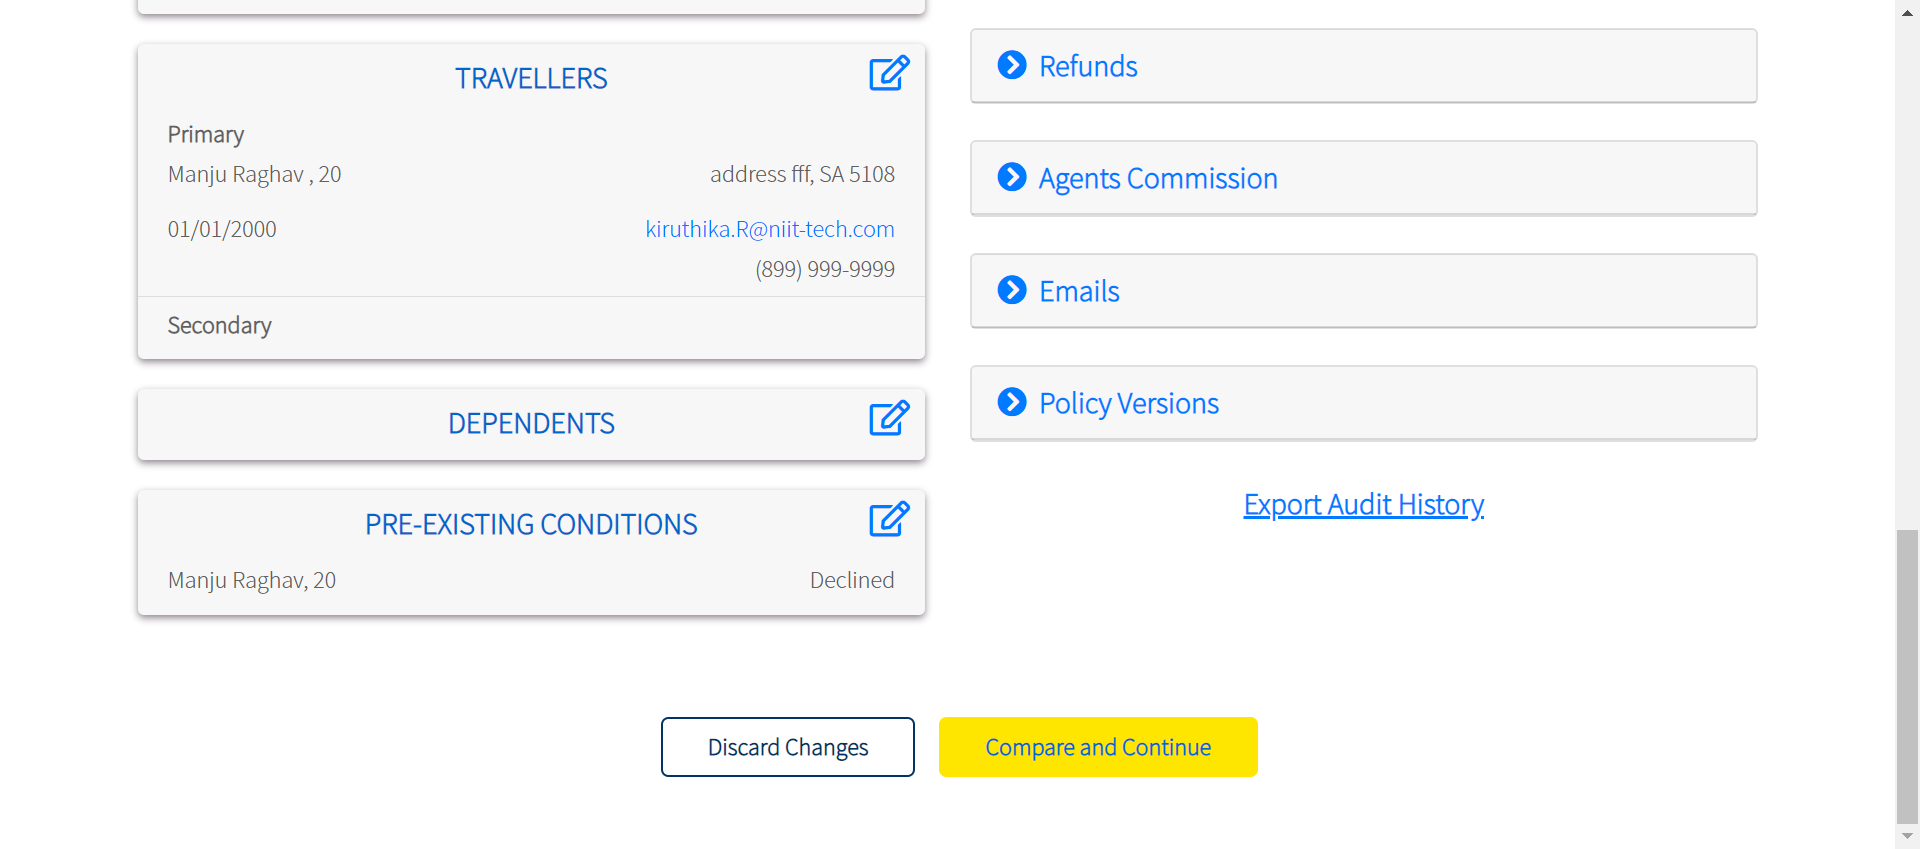 TRAVELLERS
Primary
Manju Raghav , 20
address fff, SA 5108
01/01/2000
kiruthika.R@niit-tech.com
(899) 999-9999
Secondary
DEPENDENTS
PRE-EXISTING CONDITIONS
Manju Raghav, 20
Declined
Refunds
Agents Commission
Emails
Policy Versions
Export Audit History
Discard Changes
Compare and Continue